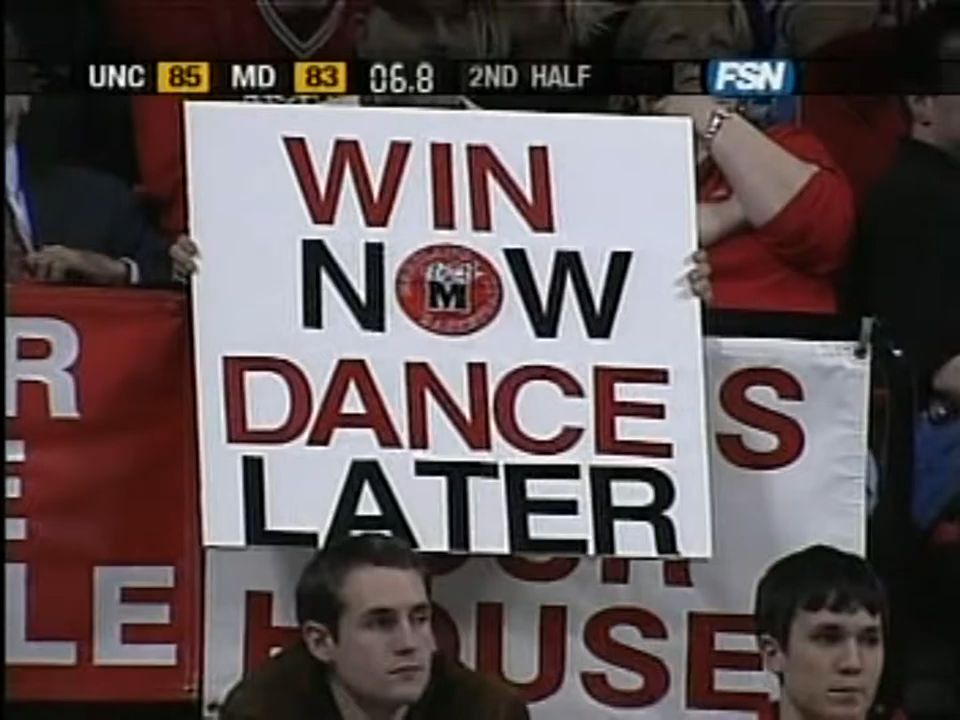 UNC 85 MD 83 06.8 2ND HALF FSN
WIN
NOW
DANCE
LATER
S
HOUSE
R
E
LE
M